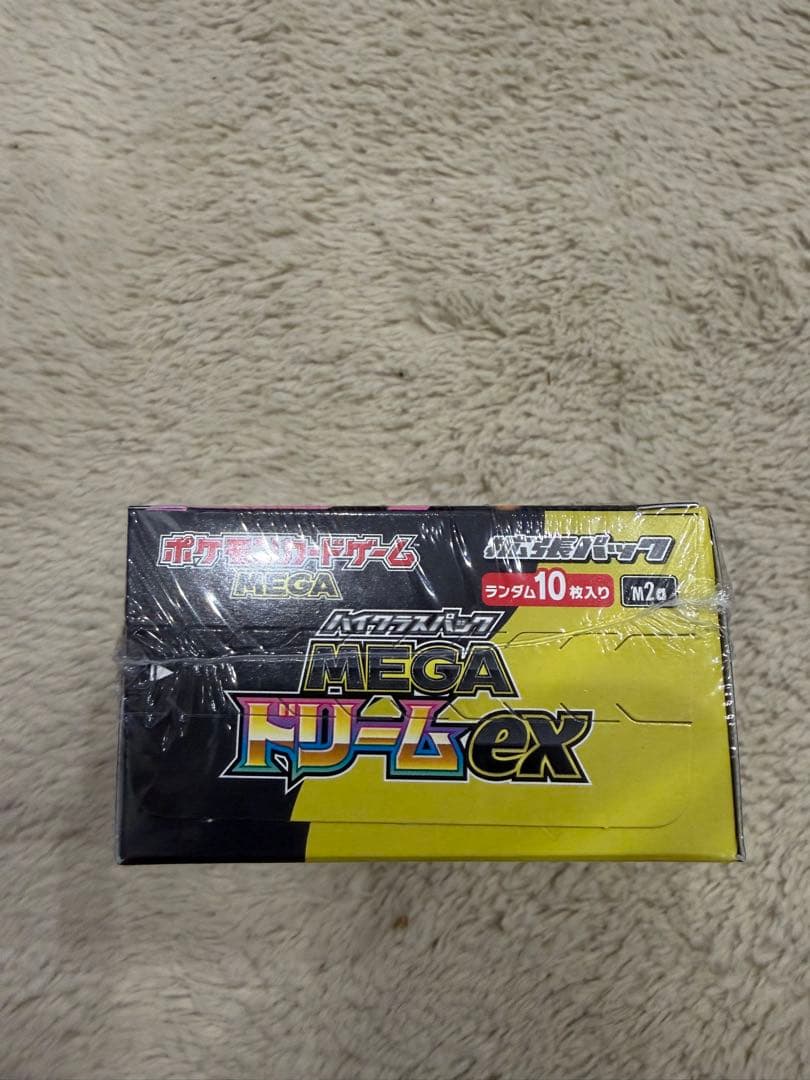 ポケモンカードゲーム
MEGA
拡張パック
ランダム10枚入り
M2a
ハイクラスパック
MEGA
ドリームex